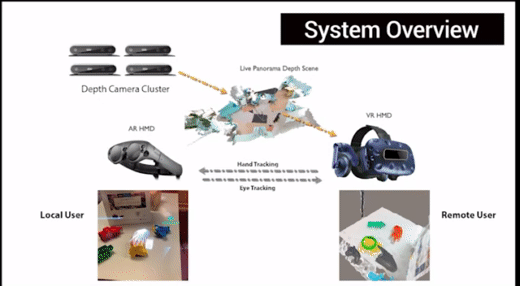 System Overview
Live Panorama Depth Scene
Depth Camera Cluster
AR HMD
VR HMD
Hand Tracking
Eye Tracking
Local User
Remote User